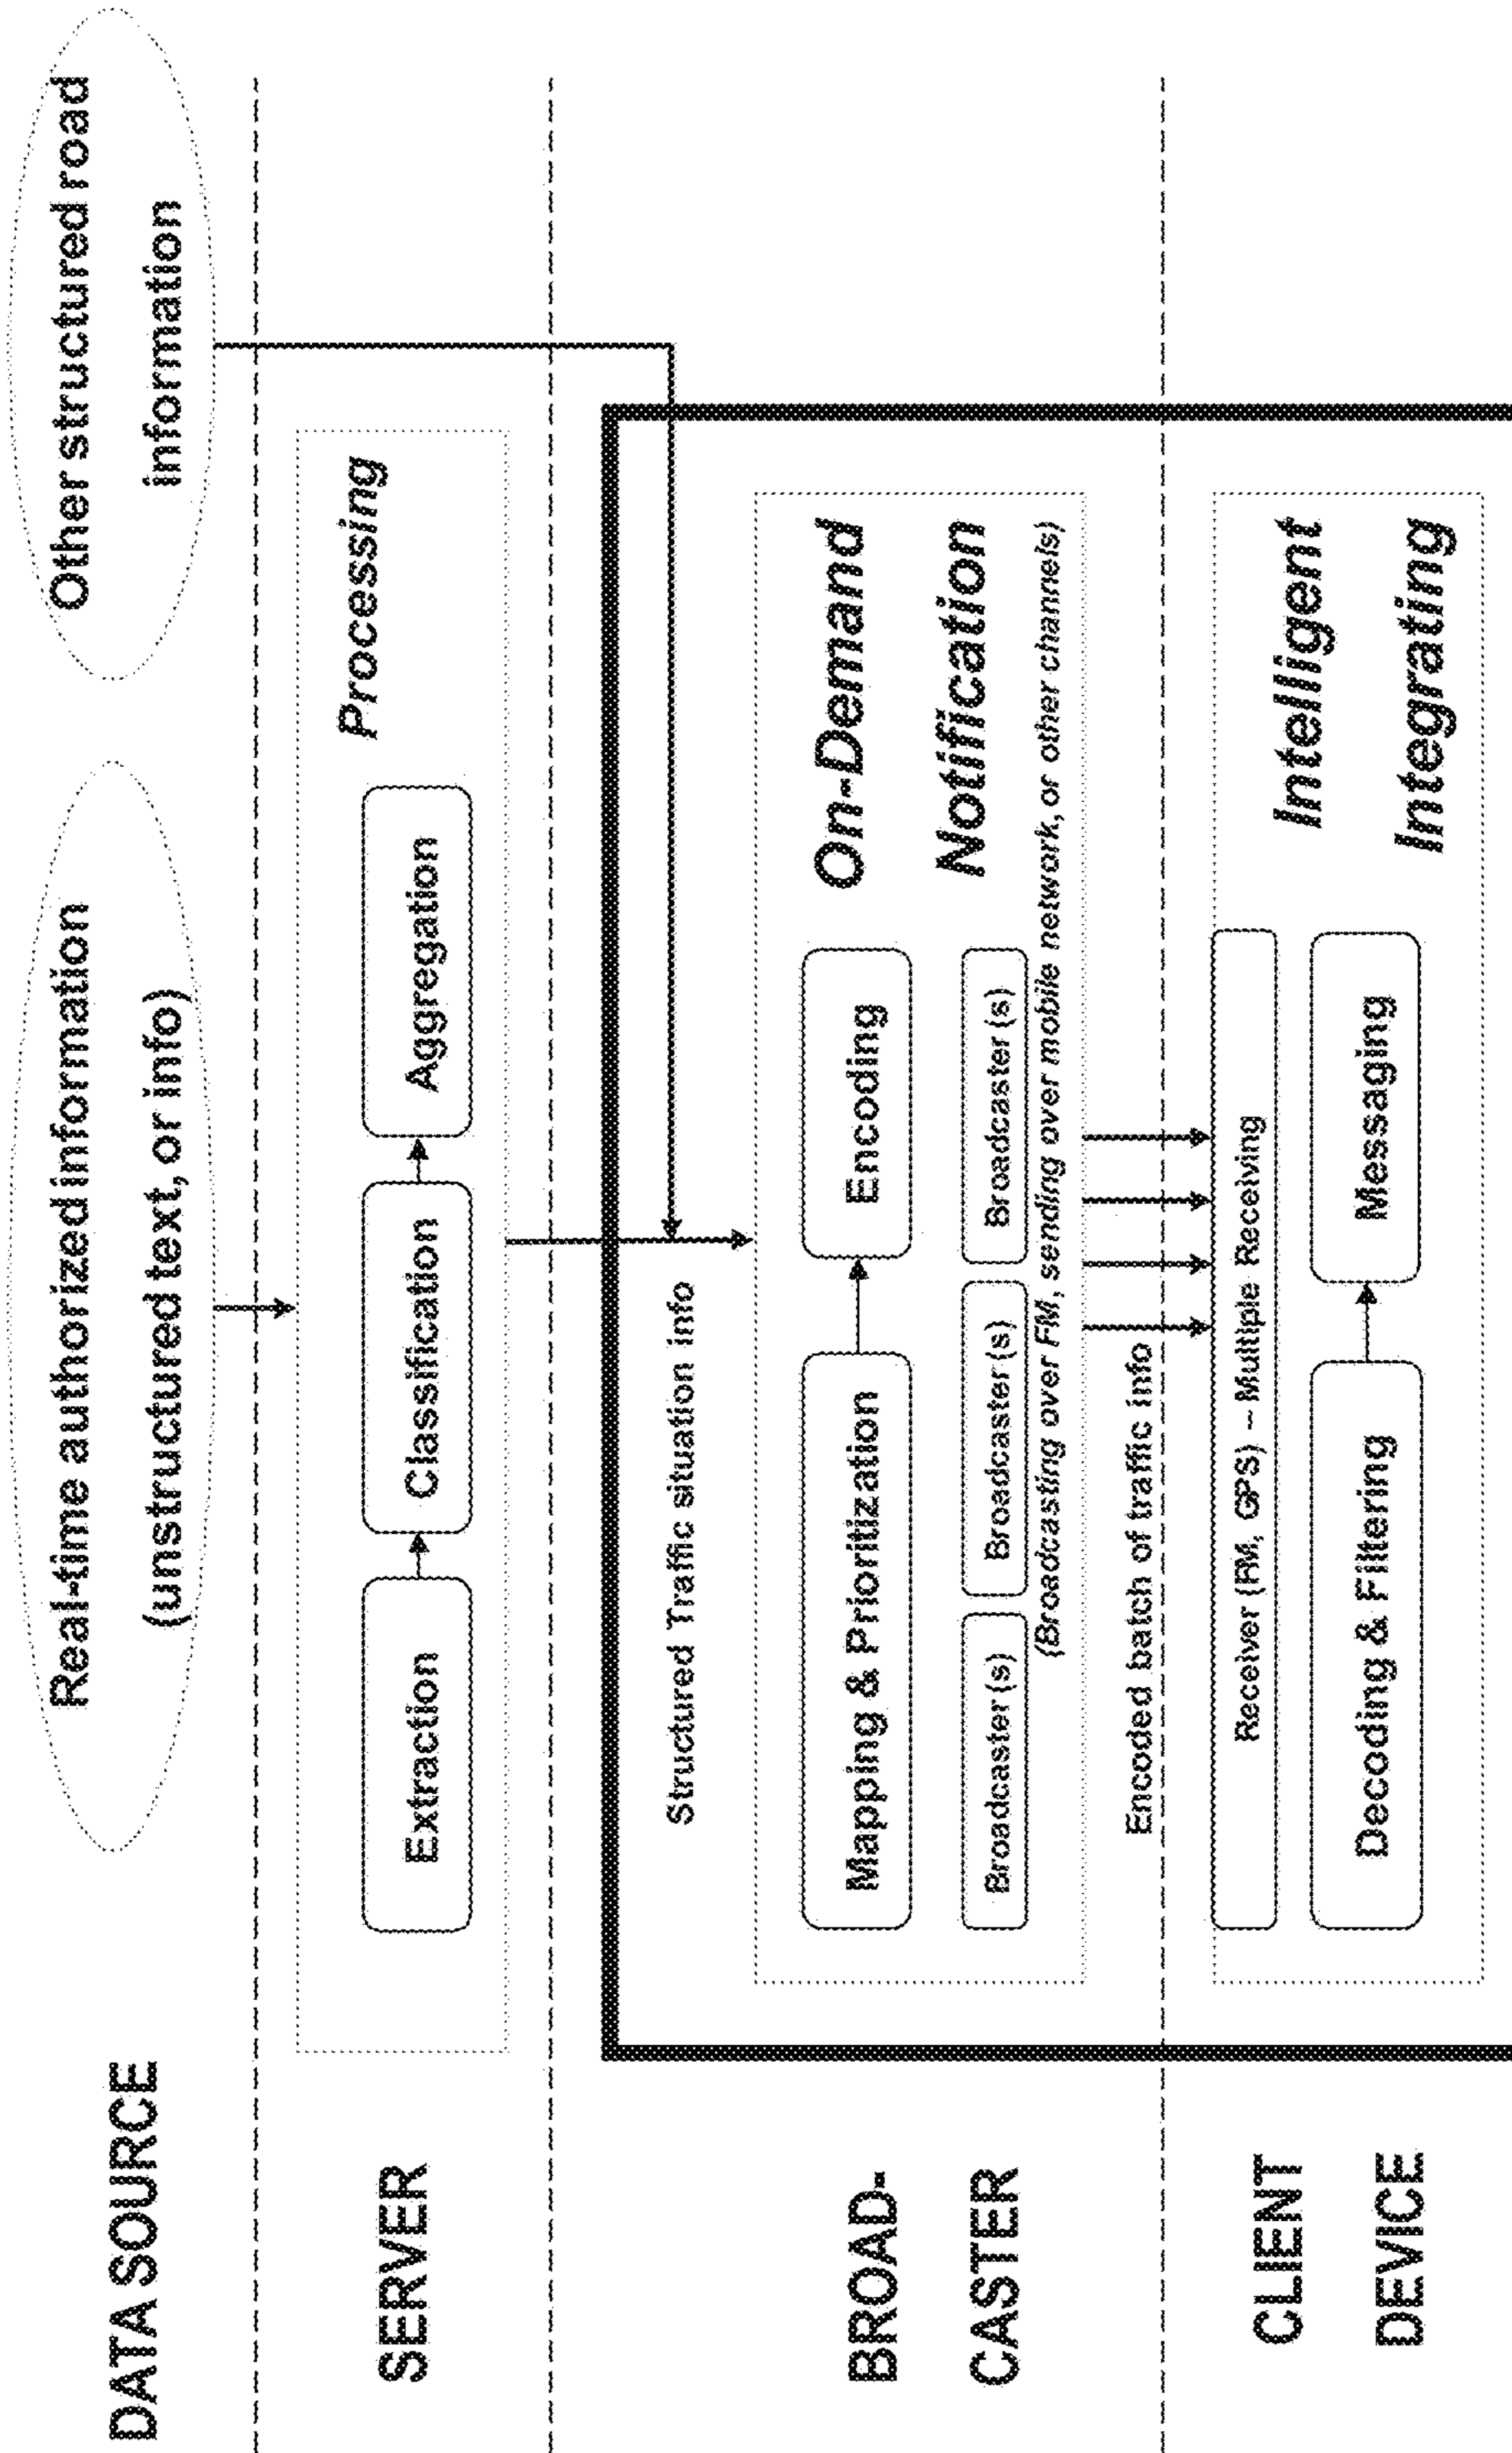 DATA SOURCE
Real-time authorized information
(unstructured text, or info)
Other structured road
information
SERVER
Extraction
Classification
Aggregation
Processing
Structured Traffic situation info
BROAD-
CASTER
Mapping & Prioritization
Encoding
On-Demand
Notification
Broadcaster(s)
Broadcaster(s)
Broadcaster(s)
(Broadcasting over FM, sending over mobile network, or other channels)
Encoded batch of traffic info
CLIENT
DEVICE
Receiver (FM, GPS) – Multiple Receiving
Decoding & Filtering
Messaging
Intelligent
Integrating